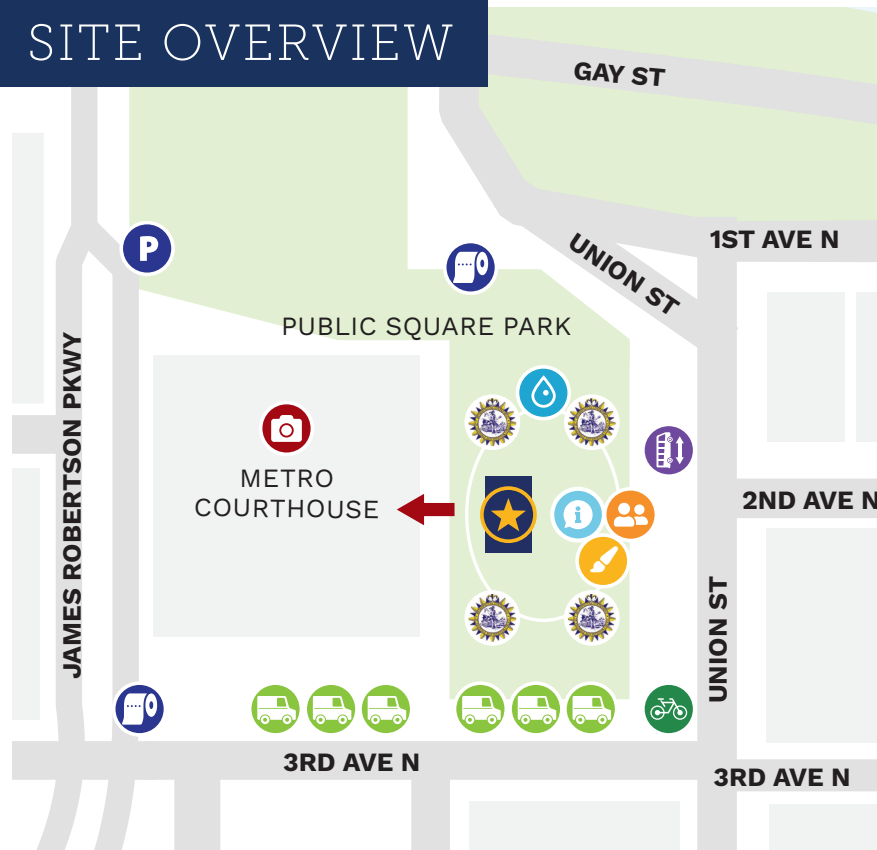 SITE OVERVIEW
GAY ST
P
1ST AVE N
UNION ST
PUBLIC SQUARE PARK
JAMES ROBERTSON PKWY
METRO
COURTHOUSE
i
2ND AVE N
UNION ST
3RD AVE N
3RD AVE N